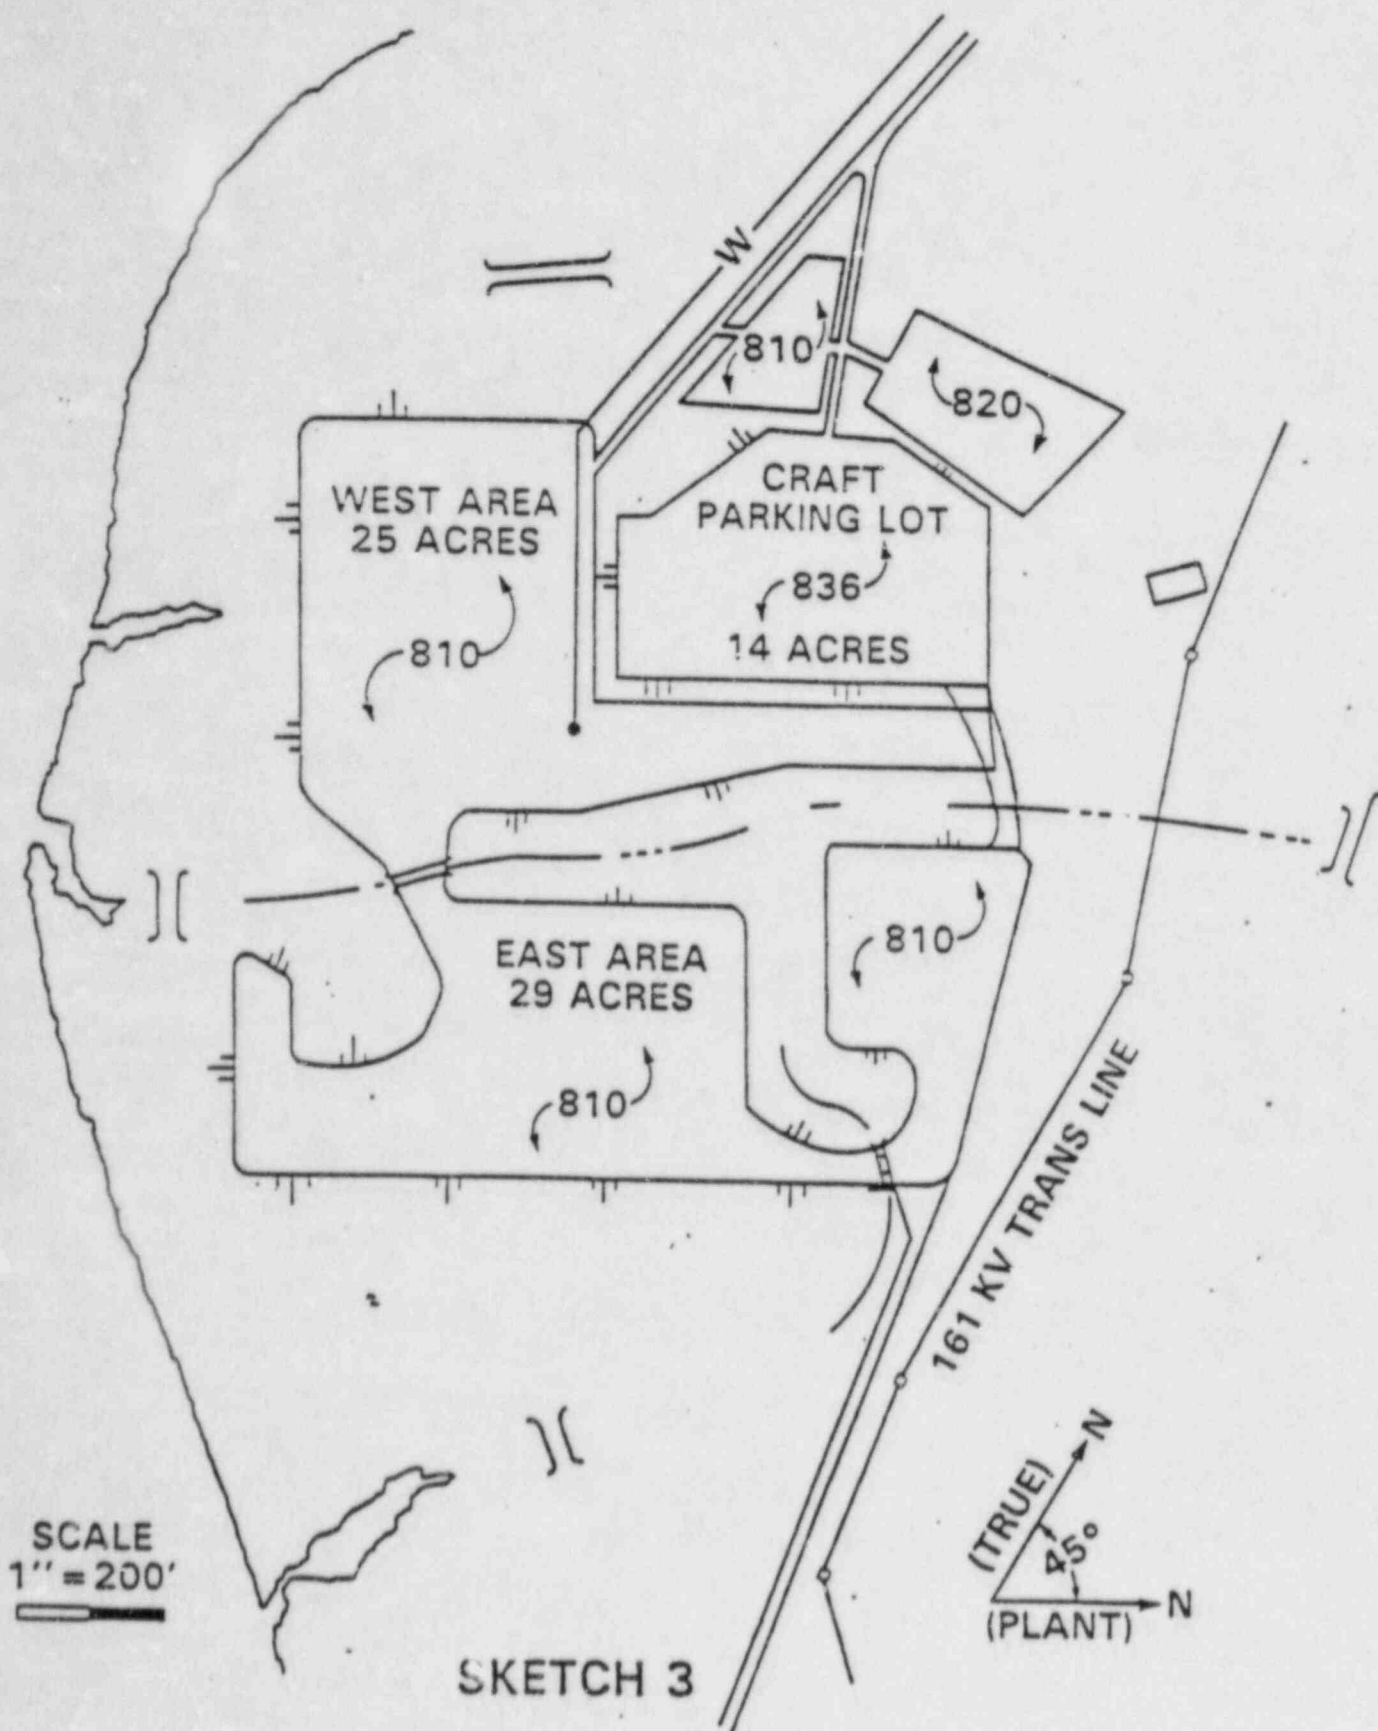 W
810
820
WEST AREA
25 ACRES
CRAFT
PARKING LOT
836
14 ACRES
810
810
EAST AREA
29 ACRES
810
161 KV TRANS LINE
N
(TRUE)
45°
N
(PLANT)
SCALE
1" = 200'
SKETCH 3